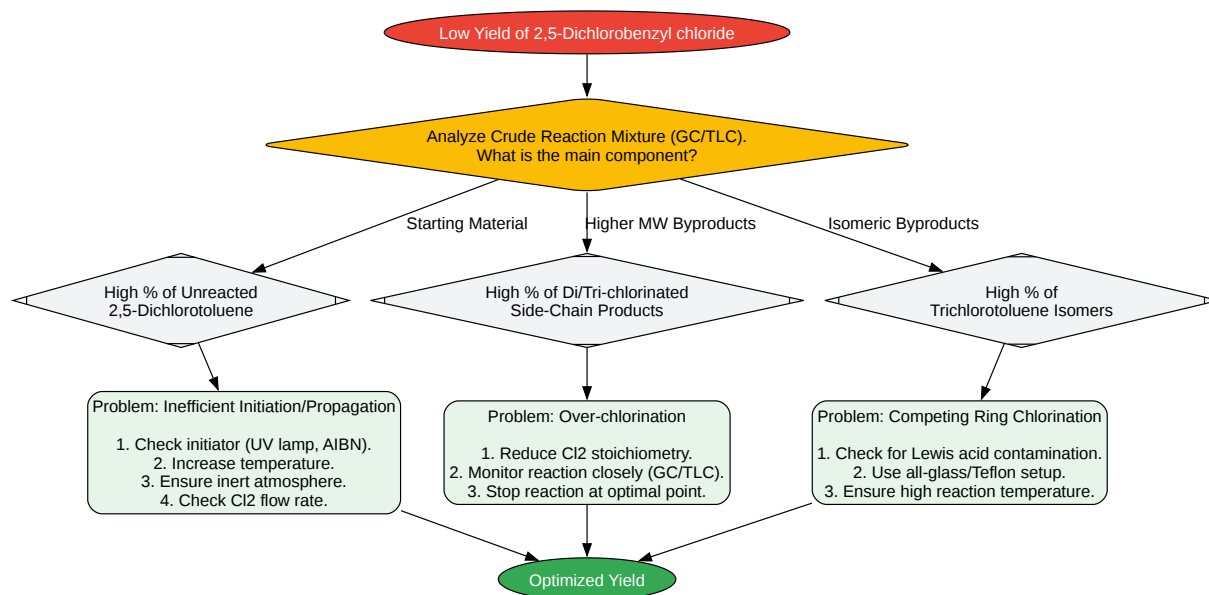 Low Yield of 2,5-Dichlorobenzyl chloride
Analyze Crude Reaction Mixture (GC/TLC).
What is the main component?
Starting Material
Higher MW Byproducts
Isomeric Byproducts
High % of Unreacted
2,5-Dichlorotoluene
High % of Di/Tri-chlorinated
Side-Chain Products
High % of
Trichlorotoluene Isomers
Problem: Inefficient Initiation/Propagation
1. Check initiator (UV lamp, AIBN).
2. Increase temperature.
3. Ensure inert atmosphere.
4. Check Cl2 flow rate.
Problem: Over-chlorination
1. Reduce Cl2 stoichiometry.
2. Monitor reaction closely (GC/TLC).
3. Stop reaction at optimal point.
Problem: Competing Ring Chlorination
1. Check for Lewis acid contamination.
2. Use all-glass/Teflon setup.
3. Ensure high reaction temperature.
Optimized Yield